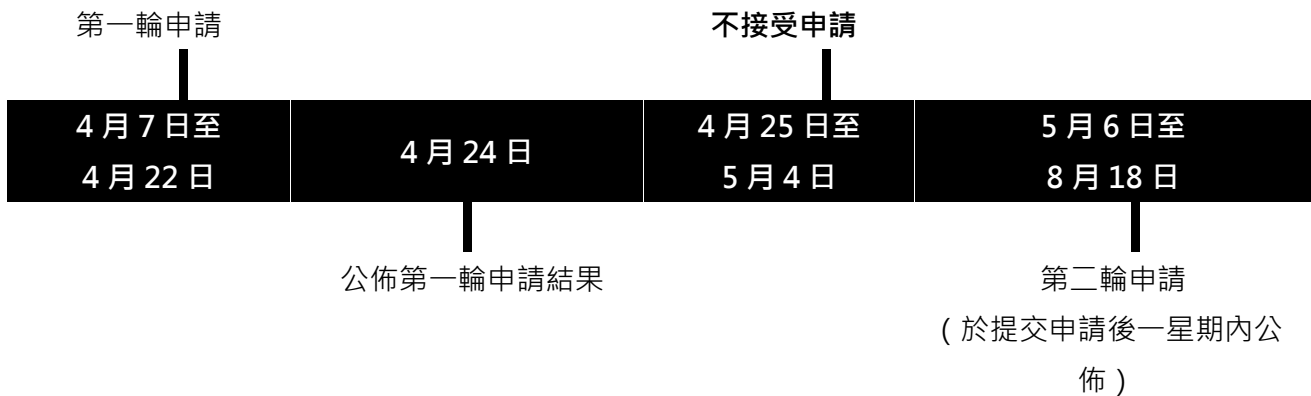 第一輪申請
不接受申請
4 月 7 日至
4 月 22 日
4 月 24 日
4 月 25 日至
5 月 4 日
5 月 6 日至
8 月 18 日
公佈第一輪申請結果
第二輪申請
( 於提交申請後一星期內公
佈 )